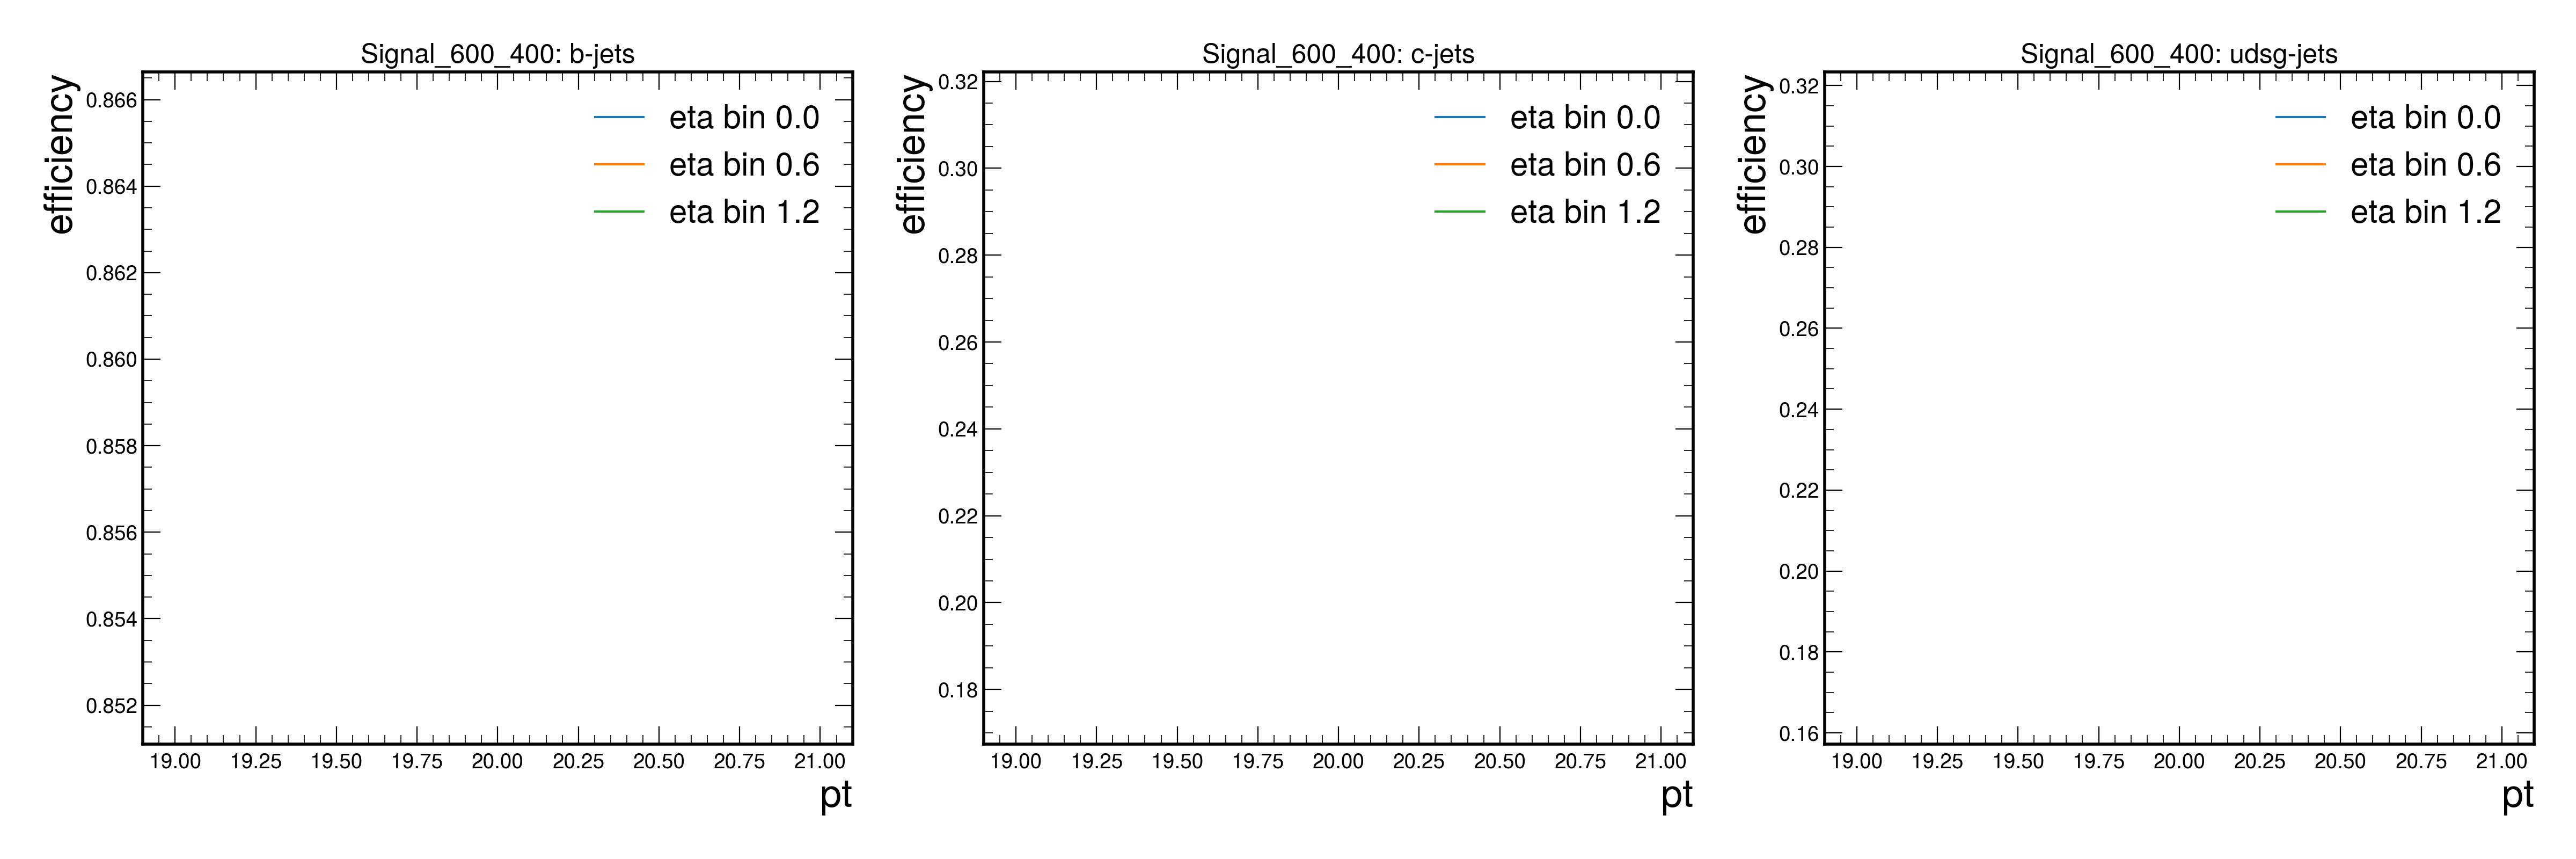 Signal_600_400: b-jets
efficiency
0.866
0.864
0.862
0.860
0.858
0.856
0.854
0.852
eta bin 0.0
eta bin 0.6
eta bin 1.2
19.00 19.25 19.50 19.75 20.00 20.25 20.50 20.75 21.00
pt
Signal_600_400: c-jets
efficiency
0.32
0.30
0.28
0.26
0.24
0.22
0.20
0.18
eta bin 0.0
eta bin 0.6
eta bin 1.2
19.00 19.25 19.50 19.75 20.00 20.25 20.50 20.75 21.00
pt
Signal_600_400: udsg-jets
efficiency
0.32
0.30
0.28
0.26
0.24
0.22
0.20
0.18
0.16
eta bin 0.0
eta bin 0.6
eta bin 1.2
19.00 19.25 19.50 19.75 20.00 20.25 20.50 20.75 21.00
pt